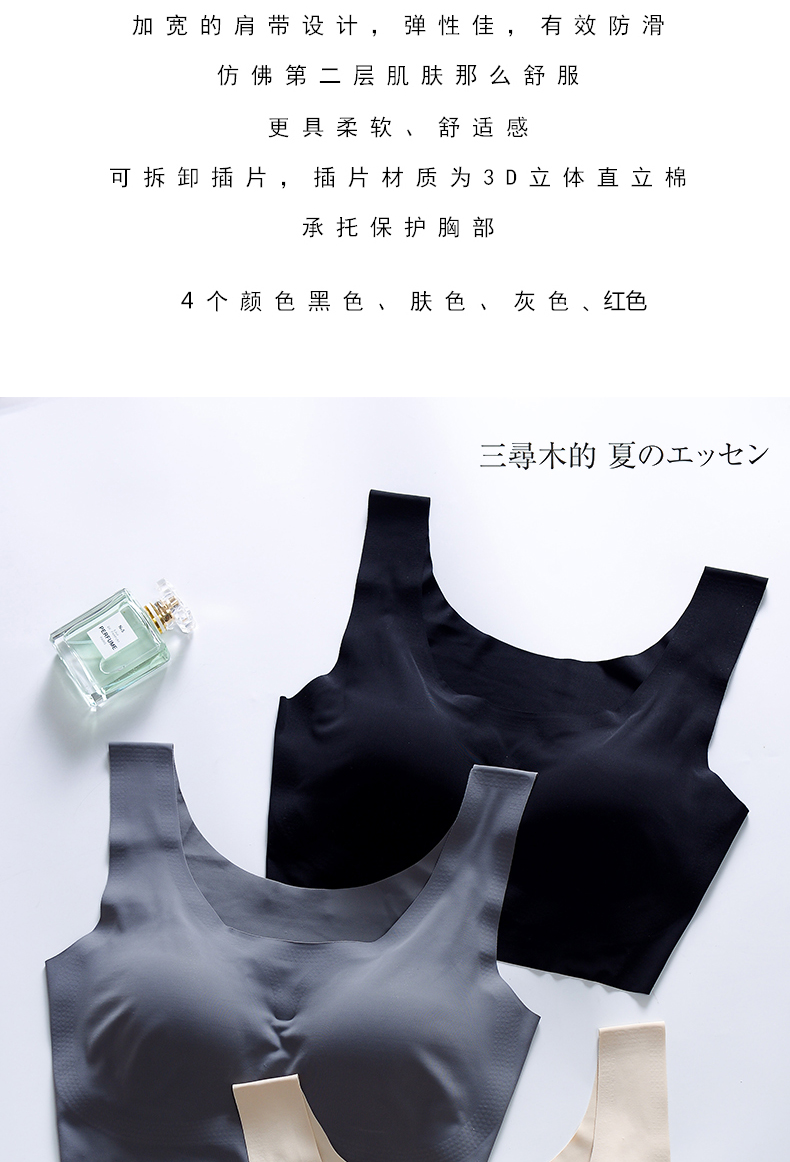 加宽的肩带设计，弹性佳，有效防滑
仿佛第二层肌肤那么舒服
更具柔软、舒适感
可拆卸插片，插片材质为3D立体直立棉
承托保护胸部
4个颜色黑色、肤色、灰色、红色
三尋木的 夏のエッセン
No.5
PERFUME